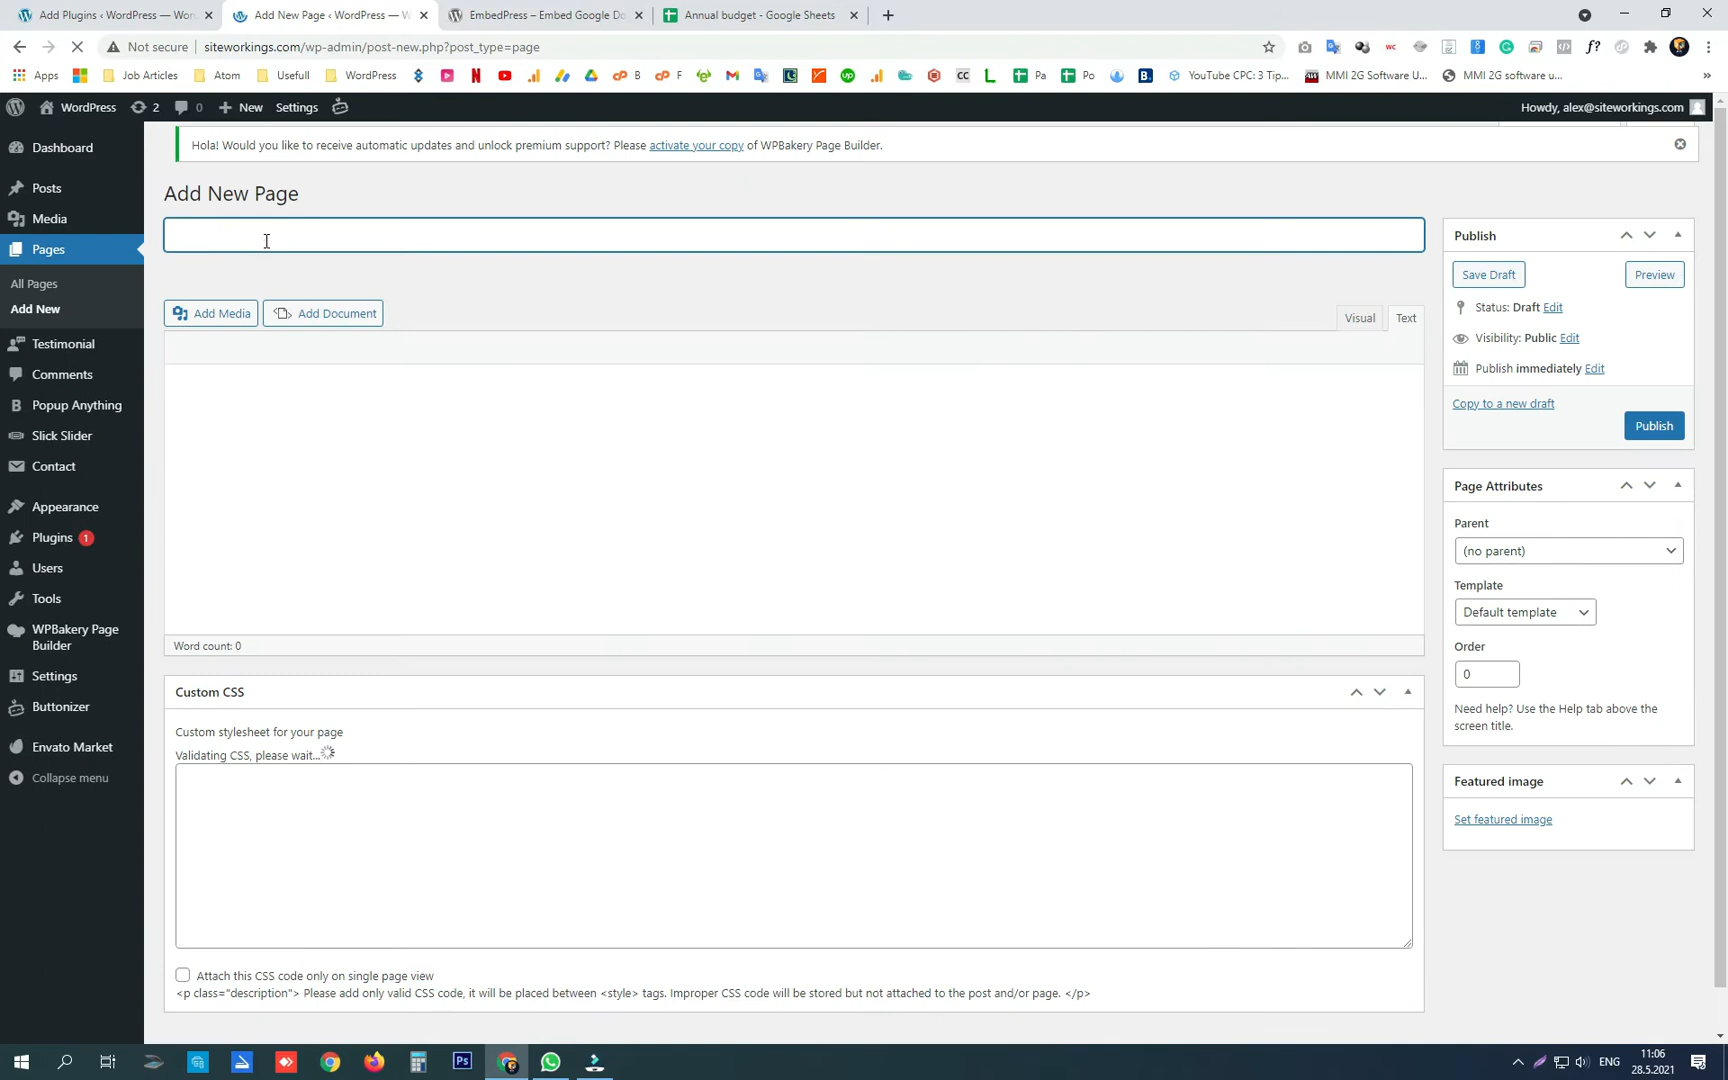 Add Plugins ‹ WordPress — Wor
Add New Page ‹ WordPress — W
EmbedPress – Embed Google Do
Annual budget - Google Sheets
Not secure
siteworkings.com/wp-admin/post-new.php?post_type=page
Apps
Job Articles
Atom
Usefull
WordPress
B
F
Pa
Po
YouTube CPC: 3 Tip...
MMI 2G Software U...
MMI 2G software u...
WordPress
2
0
New
Settings
Howdy, alex@siteworkings.com
Dashboard
Posts
Media
Pages
All Pages
Add New
Testimonial
Comments
Popup Anything
Slick Slider
Contact
Appearance
Plugins 1
Users
Tools
WPBakery Page
Builder
Settings
Buttonizer
Envato Market
Collapse menu
Hola! Would you like to receive automatic updates and unlock premium support? Please activate your copy of WPBakery Page Builder.
Add New Page
Add Media
Add Document
Visual
Text
Word count: 0
Custom CSS
Custom stylesheet for your page
Validating CSS, please wait...
Attach this CSS code only on single page view
<p class="description"> Please add only valid CSS code, it will be placed between <style> tags. Improper CSS code will be stored but not attached to the post and/or page. </p>
Publish
Save Draft
Preview
Status: Draft Edit
Visibility: Public Edit
Publish immediately Edit
Copy to a new draft
Publish
Page Attributes
Parent
(no parent)
Template
Default template
Order
0
Need help? Use the Help tab above the
screen title.
Featured image
Set featured image
Ps
ENG
11:06
28.5.2021